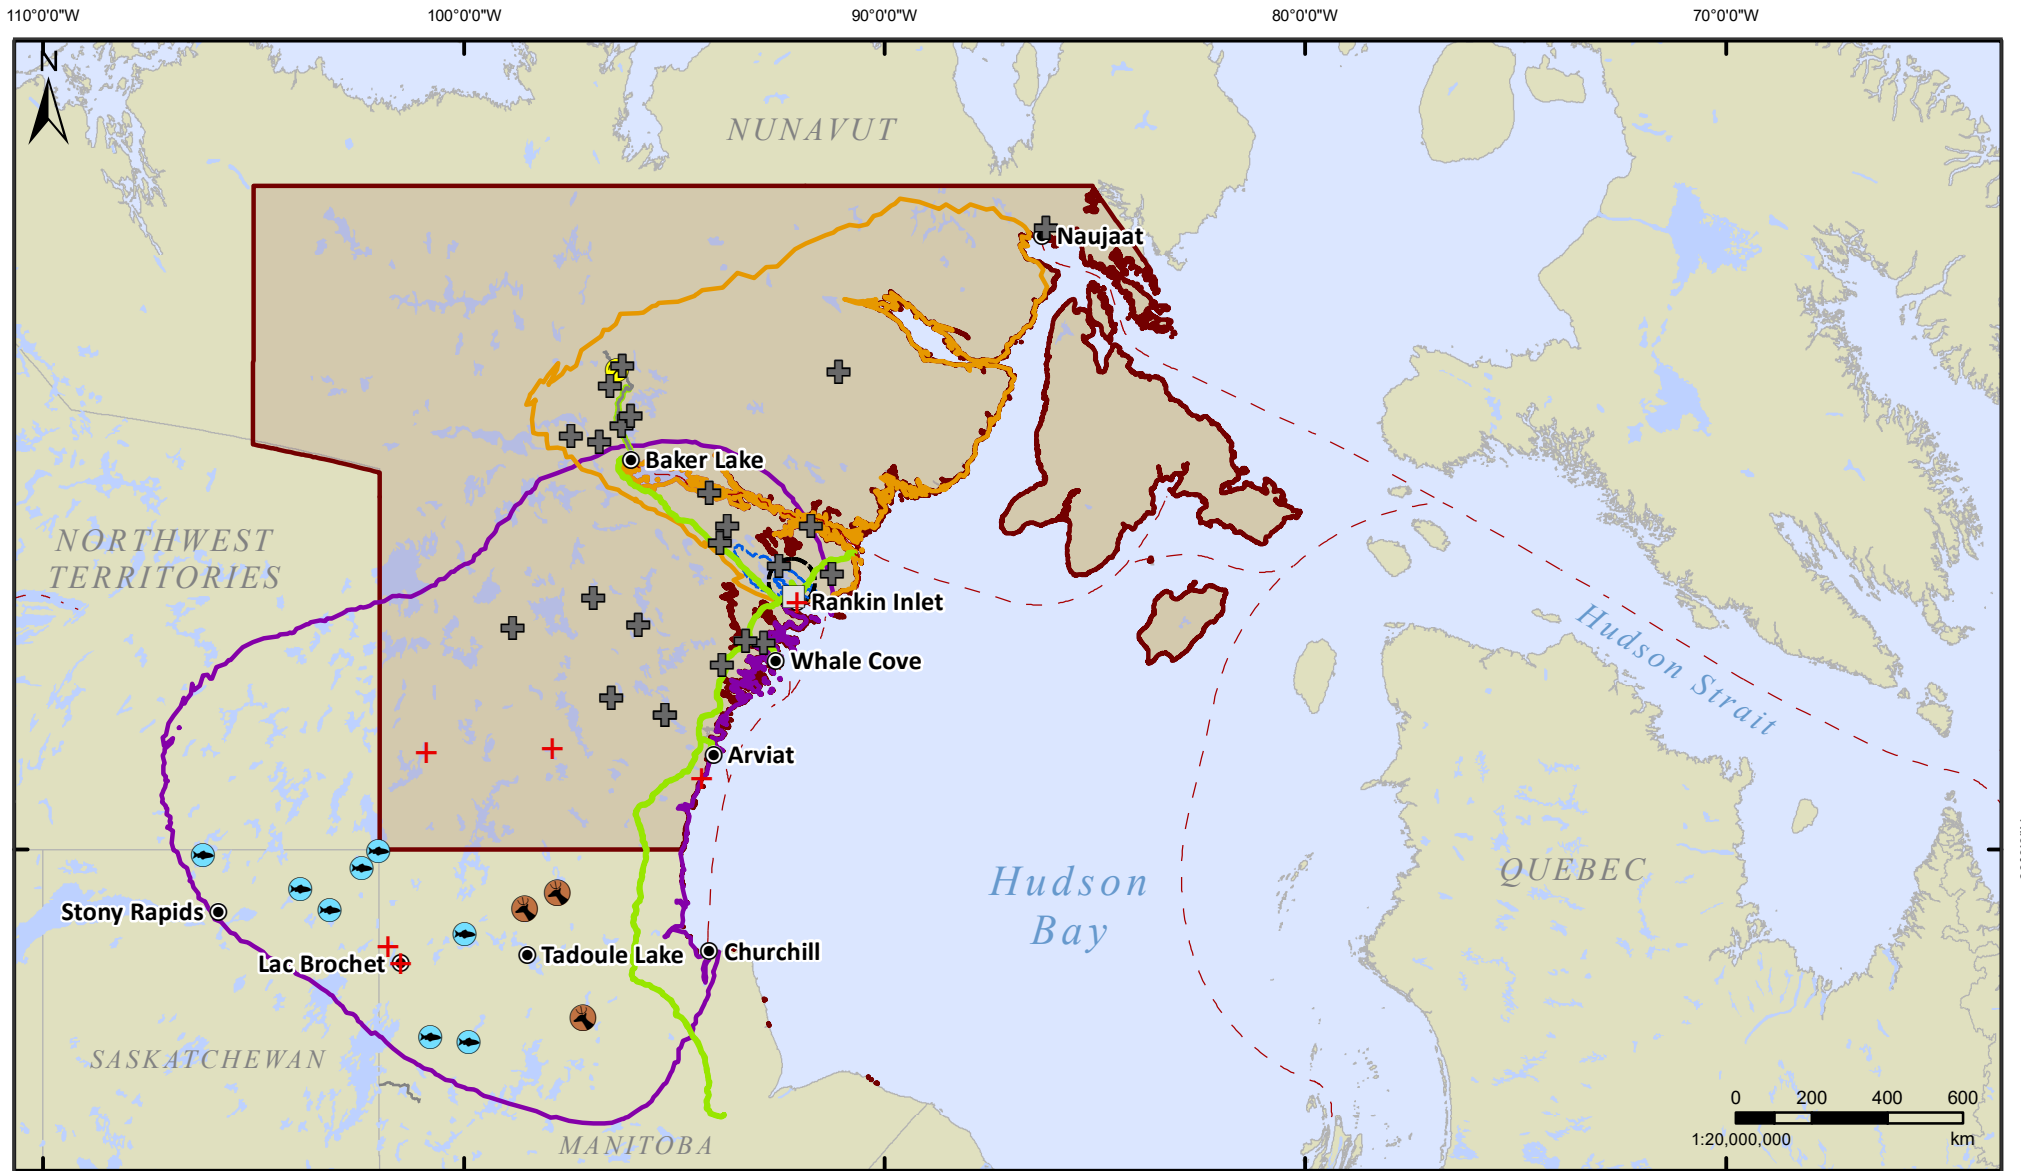 110°0'0"W
100°0'0"W
90°0'0"W
80°0'0"W
70°0'0"W
N
NUNAVUT
Naujaat
Baker Lake
NORTHWEST
TERRITORIES
Rankin Inlet
Whale Cove
Hudson Strait
Arviat
Hudson
Bay
QUEBEC
Stony Rapids
Lac Brochet
Tadoule Lake
Churchill
SASKATCHEWAN
MANITOBA
0 200 400 600
1:20,000,000 km